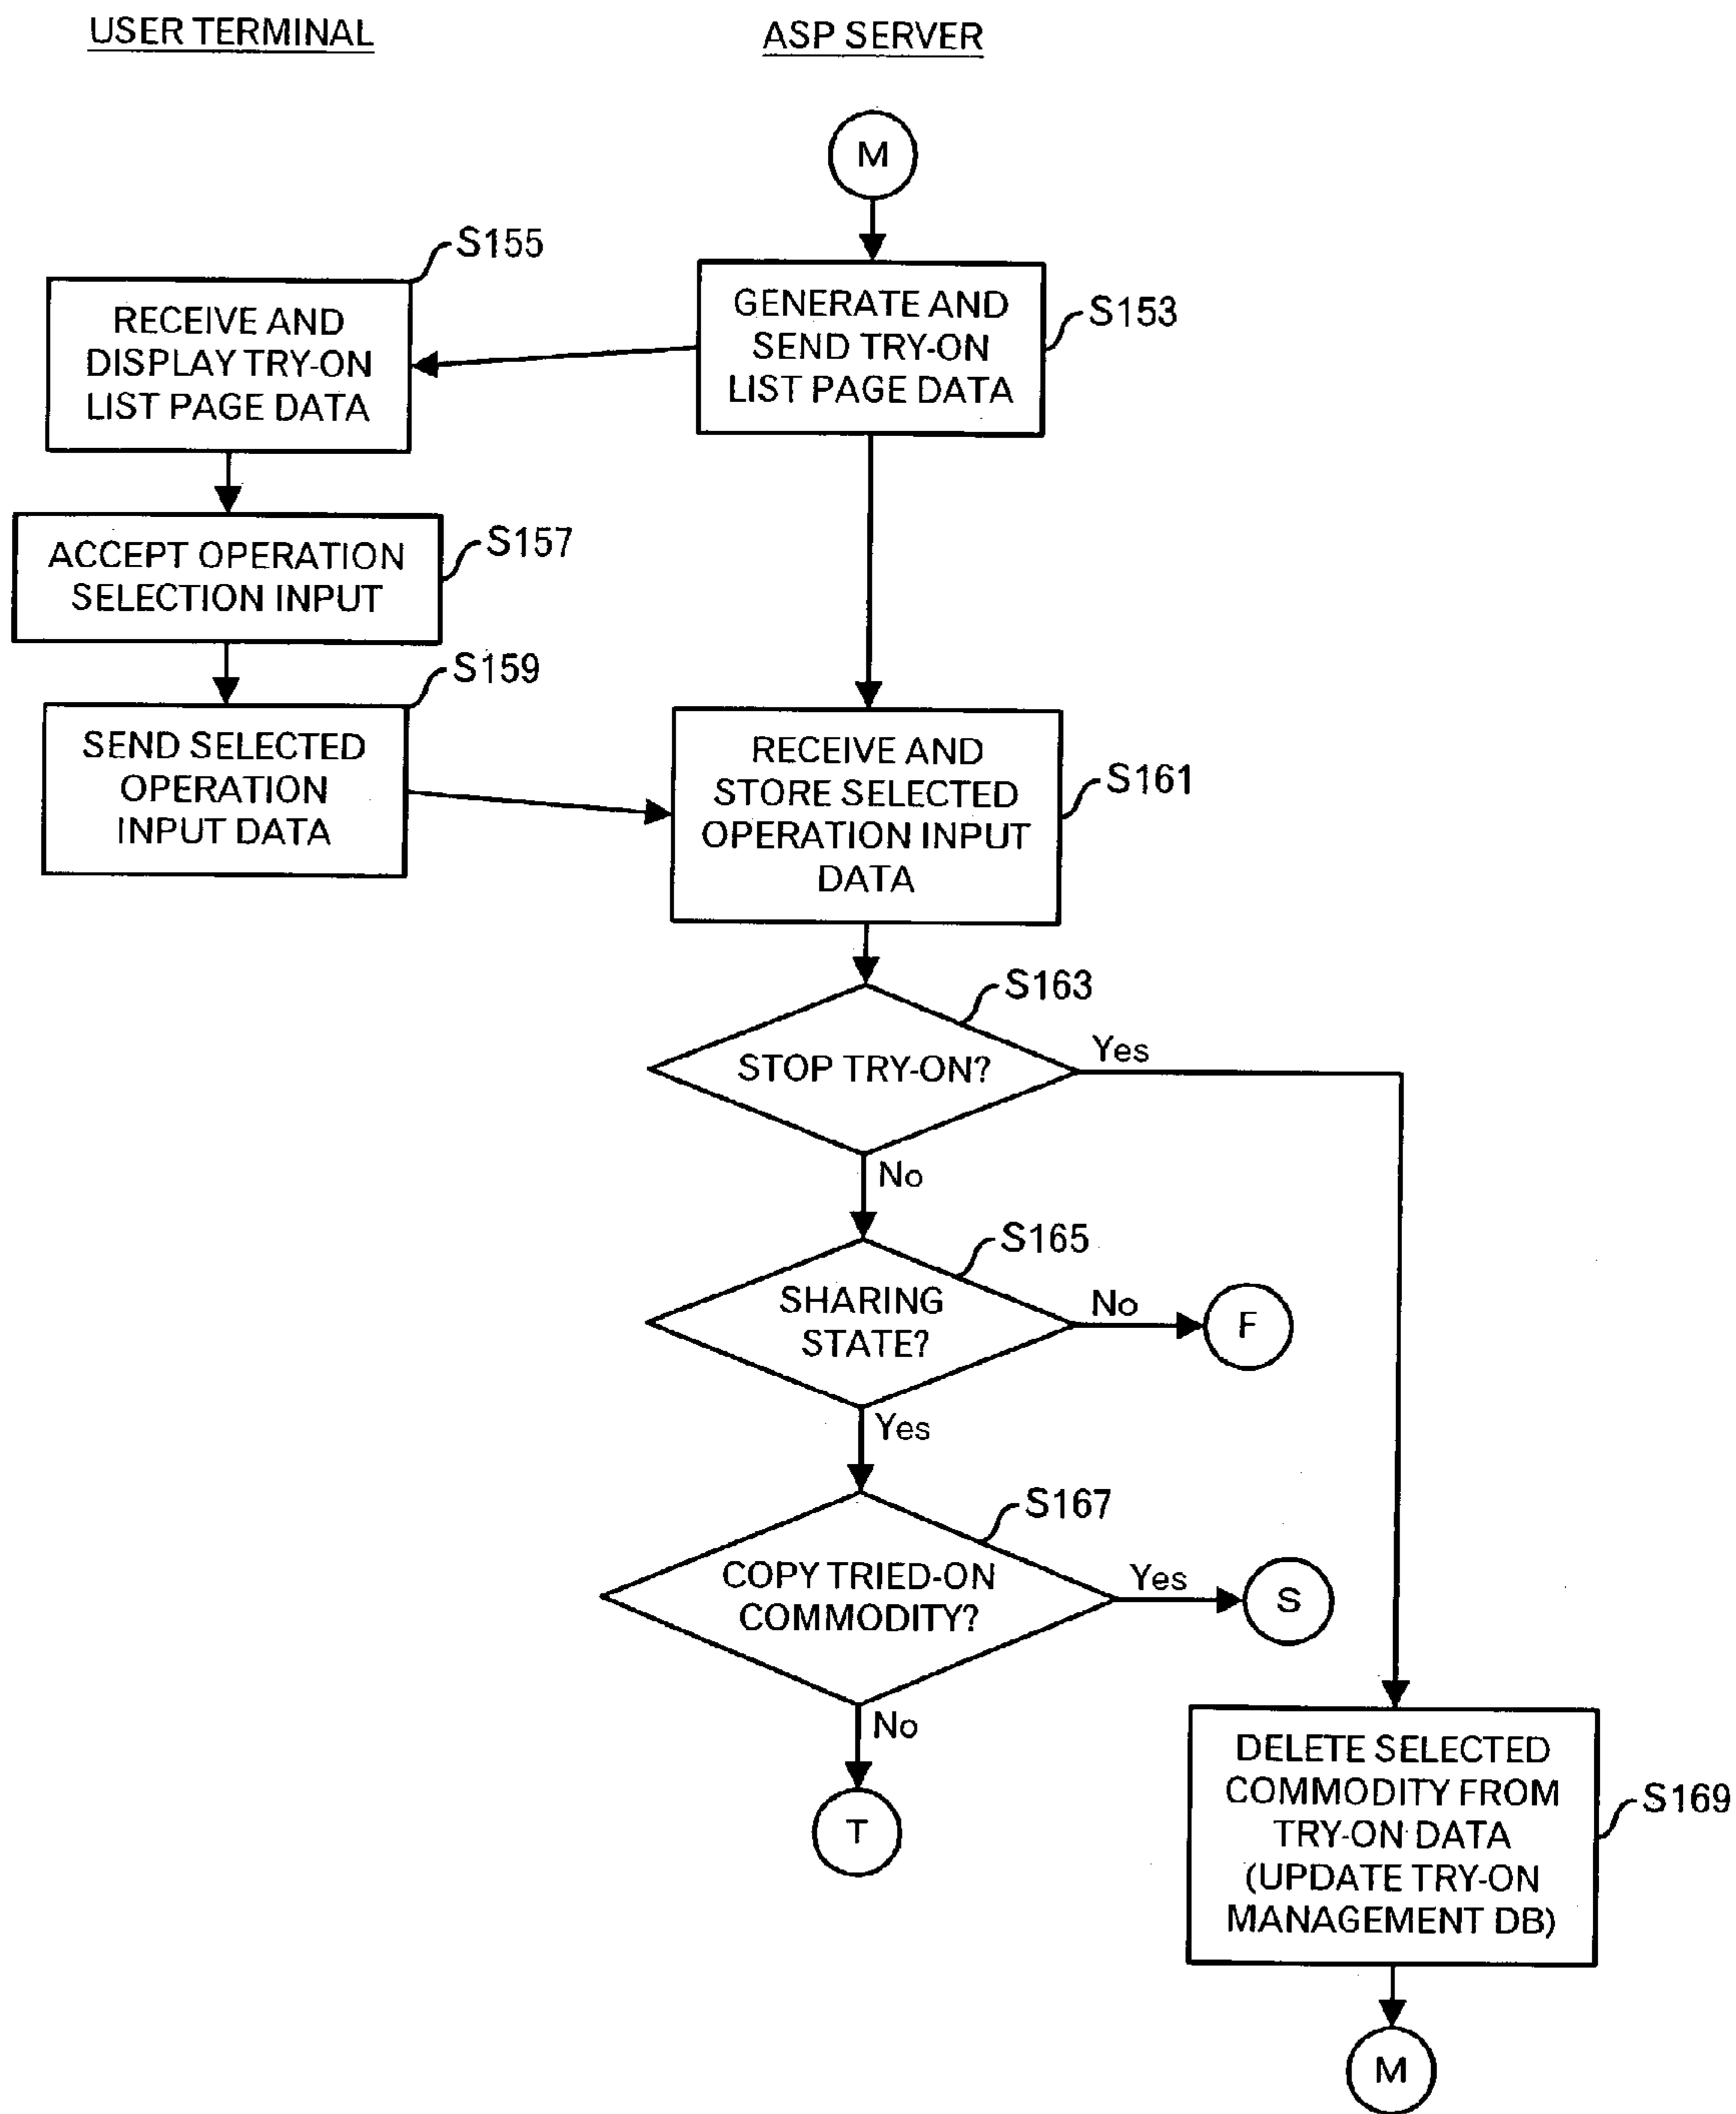 USER TERMINAL
ASP SERVER
M
S155
RECEIVE AND
DISPLAY TRY-ON
LIST PAGE DATA
GENERATE AND
SEND TRY-ON
LIST PAGE DATA
S153
ACCEPT OPERATION
SELECTION INPUT
S157
S159
SEND SELECTED
OPERATION
INPUT DATA
RECEIVE AND
STORE SELECTED
OPERATION INPUT
DATA
S161
S163
STOP TRY-ON?
Yes
No
S165
SHARING
STATE?
No
F
Yes
S167
COPY TRIED-ON
COMMODITY?
Yes
S
No
T
DELETE SELECTED
COMMODITY FROM
TRY-ON DATA
(UPDATE TRY-ON
MANAGEMENT DB)
S169
M